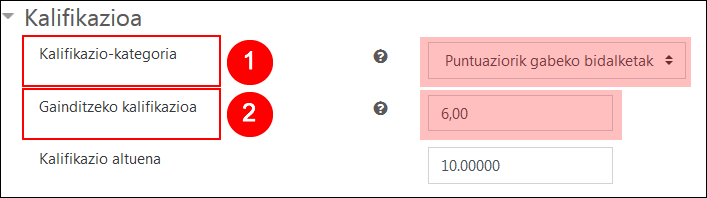 Kalifikazioa
Kalifikazio-kategoria 1 Puntuaziorik gabeko bidalketak
Gainditzeko kalifikazioa 2 6,00
Kalifikazio altuena 10.00000